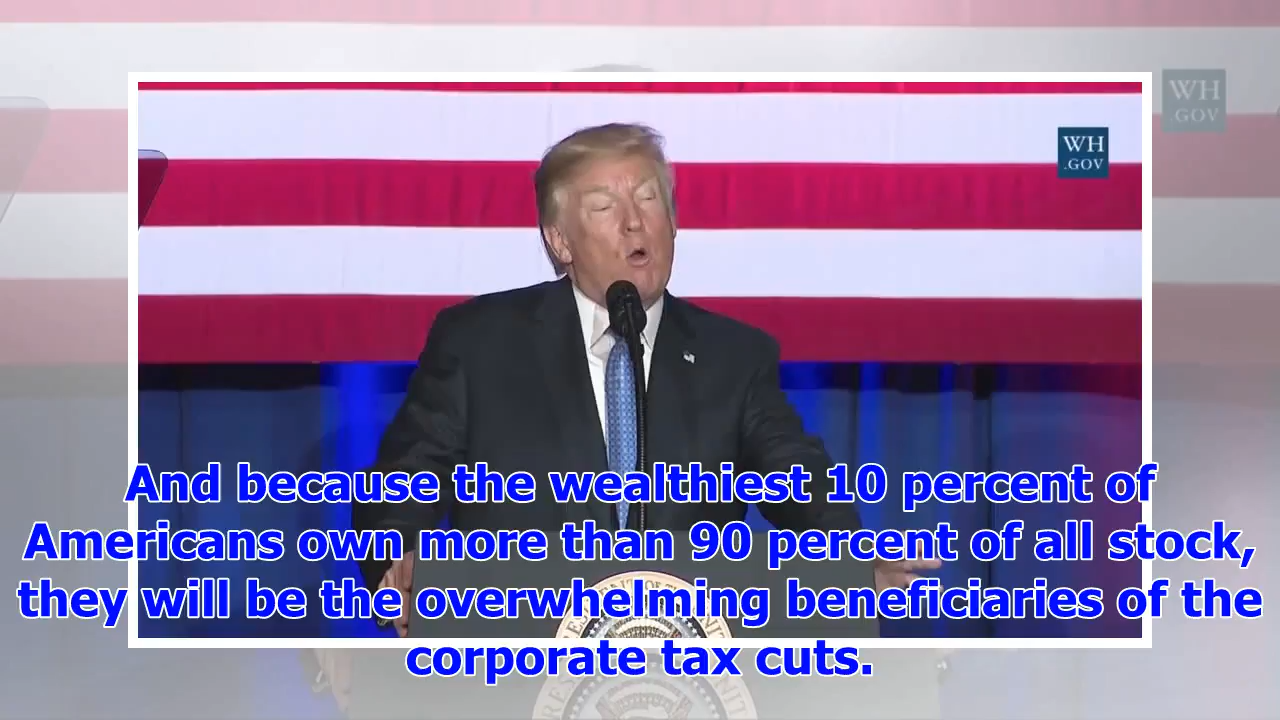 WH
.GOV
WH
.GOV
And because the wealthiest 10 percent of
Americans own more than 90 percent of all stock,
they will be the overwhelming beneficiaries of the
corporate tax cuts.